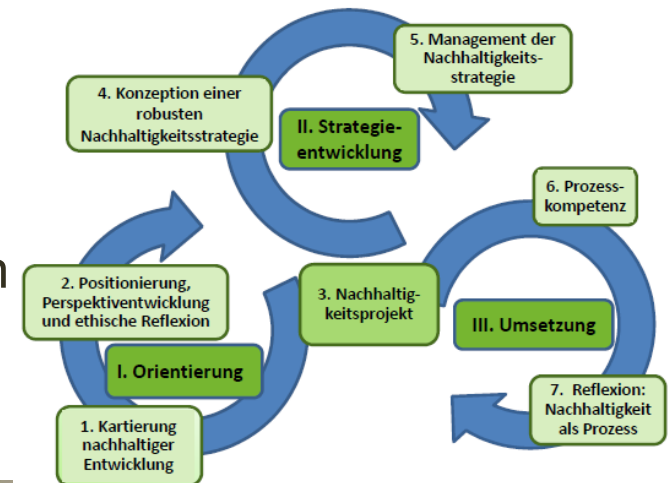 5. Management der
Nachhaltigkeits-
strategie
4. Konzeption einer
robusten
Nachhaltigkeitsstrategie
II. Strategie-
entwicklung
6. Prozess-
kompetenz
n
2. Positionierung,
Perspektiventwicklung
und ethische Reflexion
3. Nachhaltig-
keitsprojekt
III. Umsetzung
I. Orientierung
1. Kartierung
nachhaltiger
Entwicklung
7. Reflexion:
Nachhaltigkeit
als Prozess